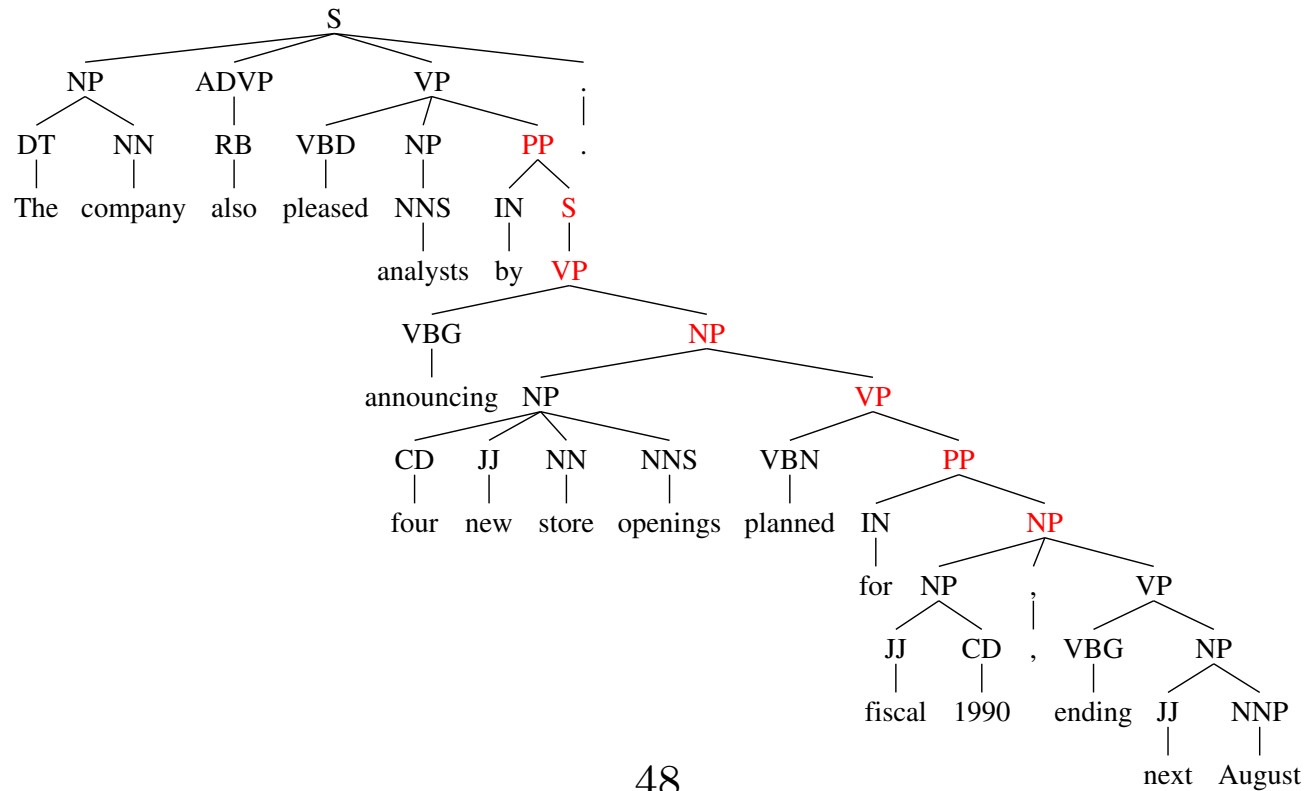 S
NP ADVP VP .
DT NN RB VBD NP PP .
The company also pleased NNS IN S
analysts by VP
VBG NP
announcing NP VP
CD JJ NN NNS VBN PP
four new store openings planned IN NP
for NP , VP
JJ CD , VBG NP
fiscal 1990 ending JJ NNP
next August
48